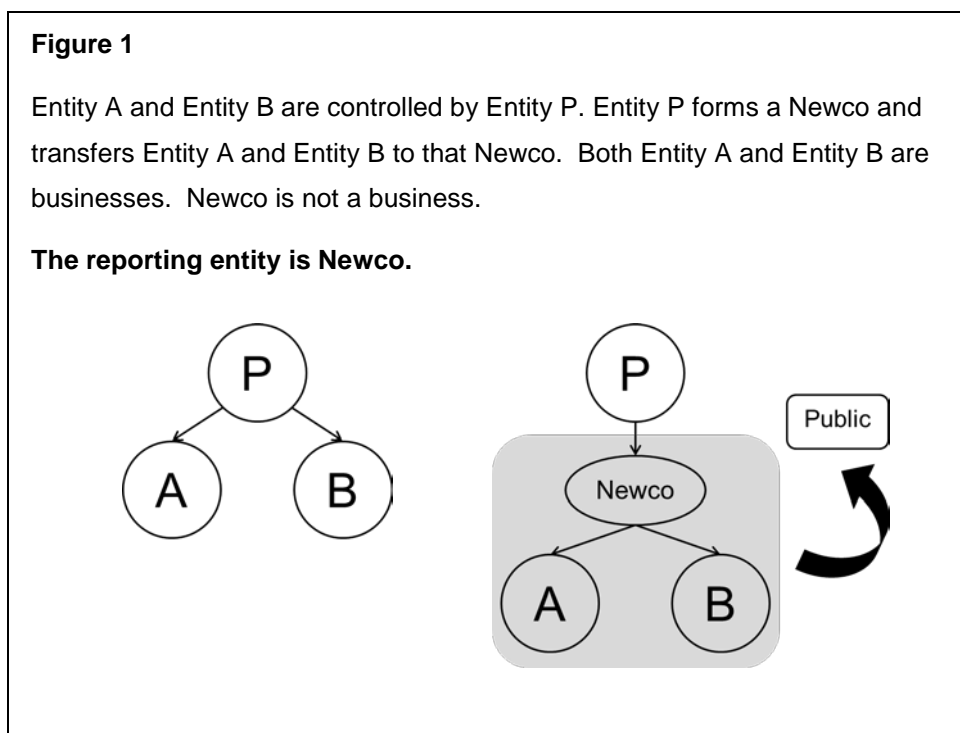 Figure 1
Entity A and Entity B are controlled by Entity P. Entity P forms a Newco and
transfers Entity A and Entity B to that Newco.  Both Entity A and Entity B are
businesses.  Newco is not a business.
The reporting entity is Newco.
P
P
Public
A
B
Newco
A
B